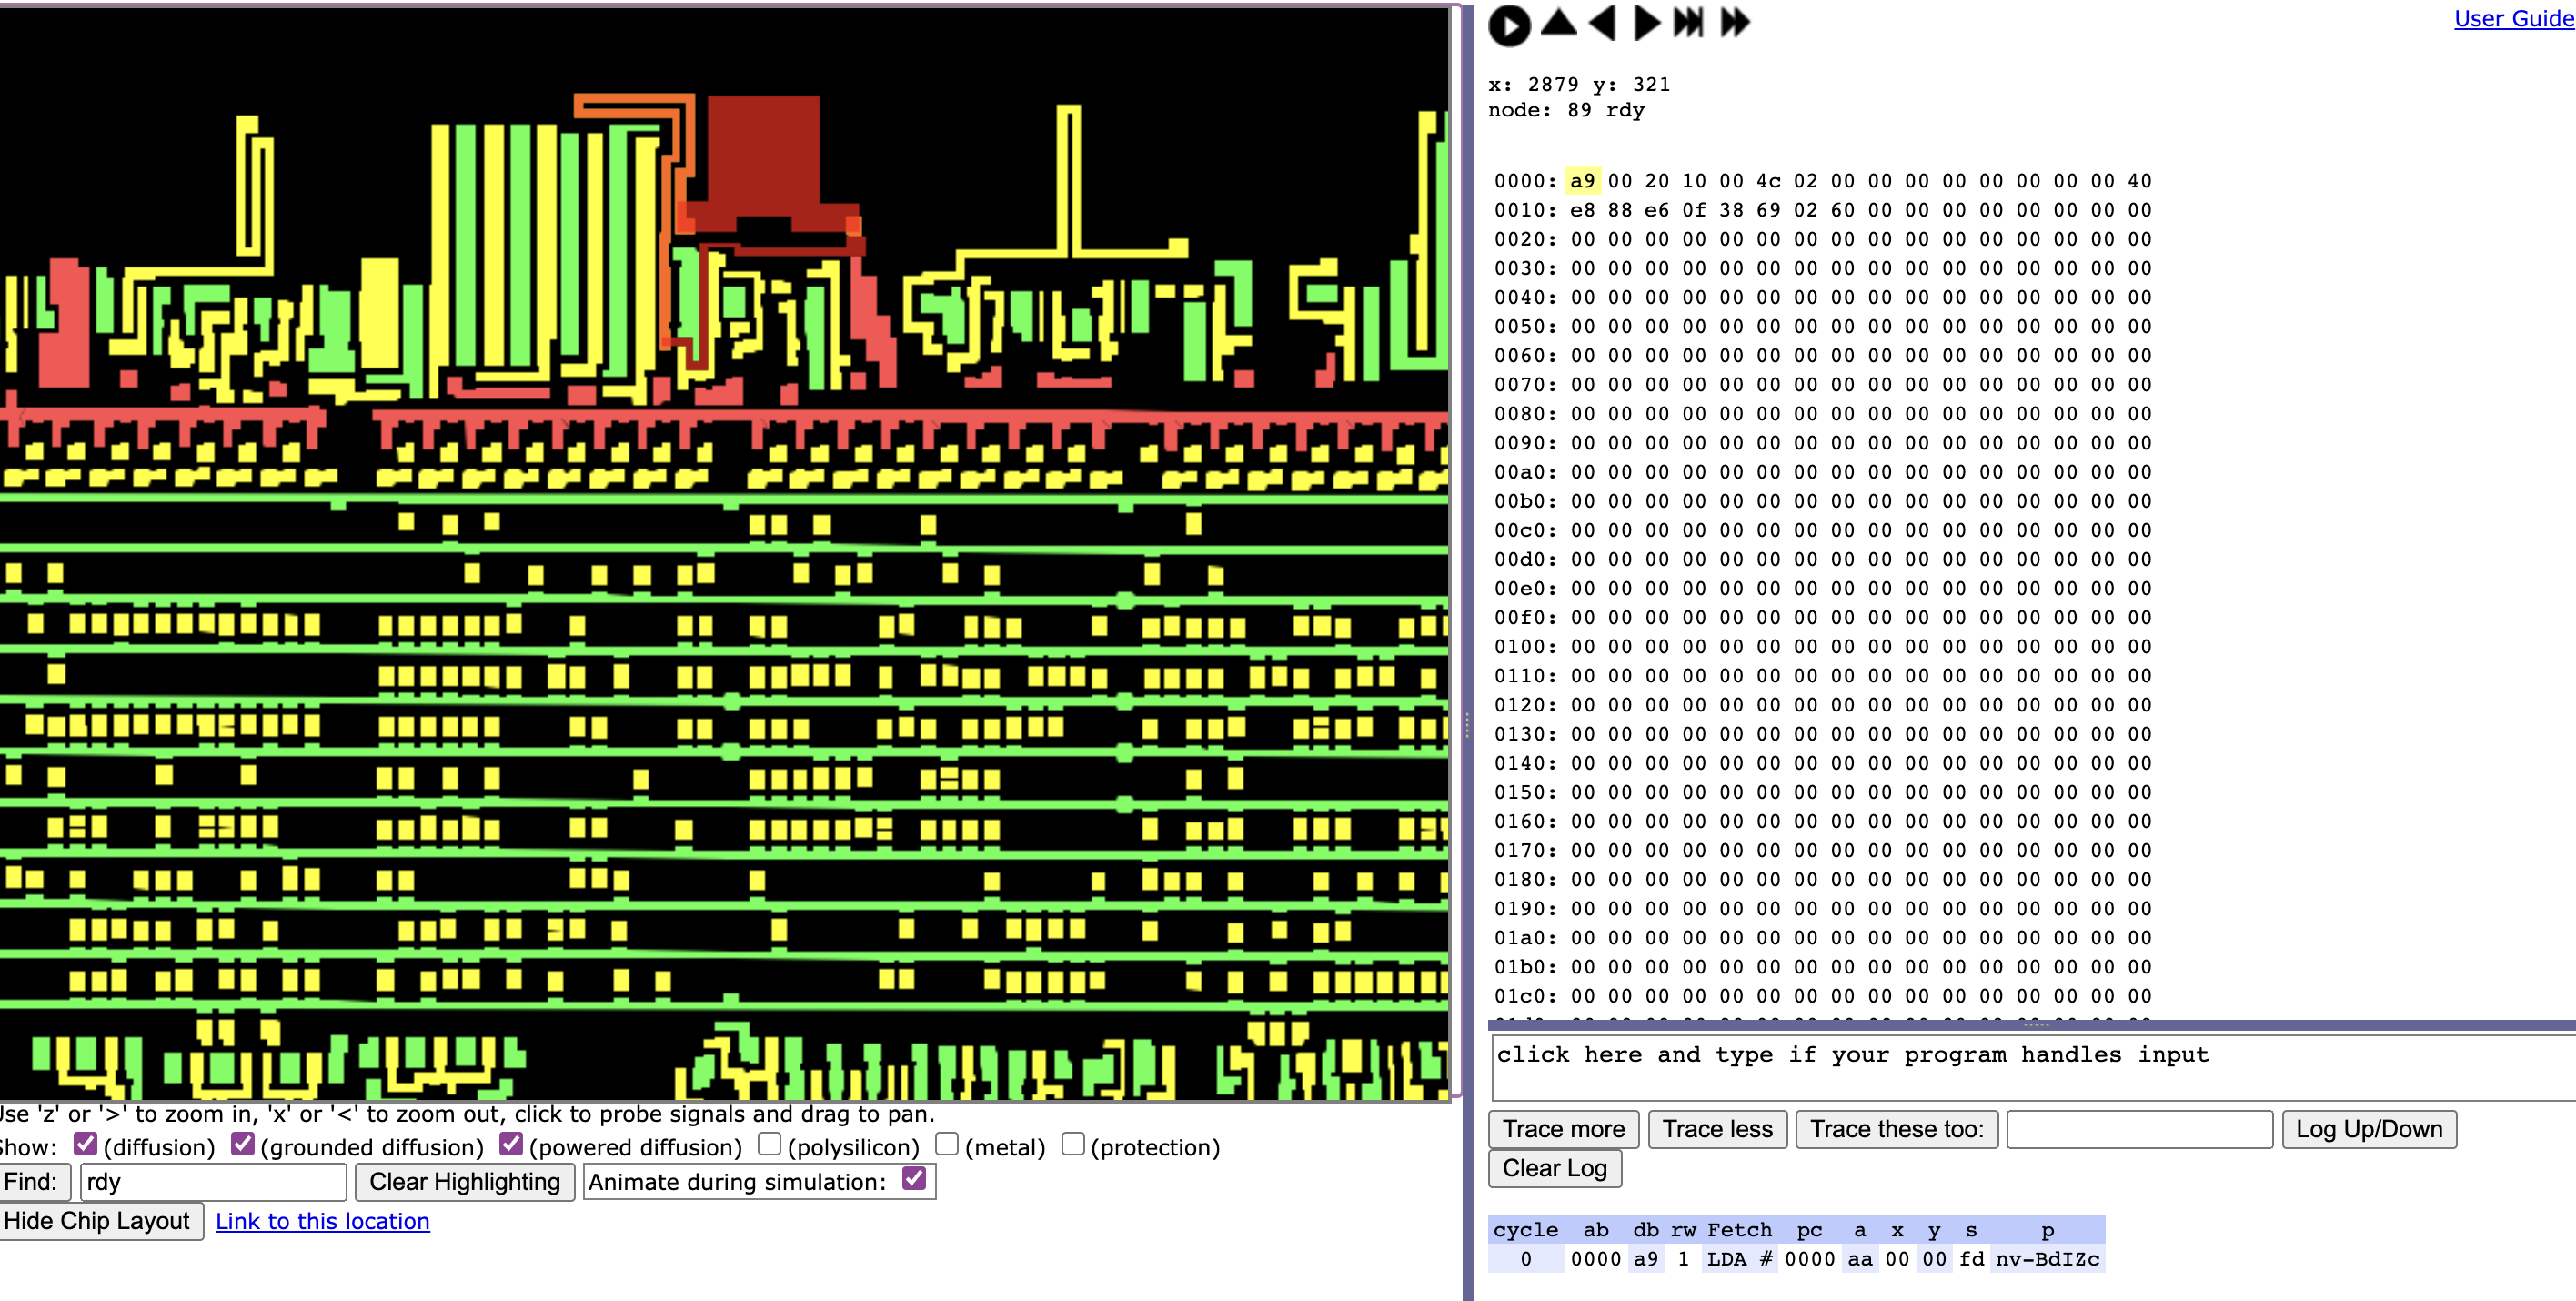 User Guide
x: 2879 y: 321
node: 89 rdy
0000: a9 00 20 10 00 4c 02 00 00 00 00 00 00 00 00 40
0010: e8 88 e6 0f 38 69 02 60 00 00 00 00 00 00 00 00
0020: 00 00 00 00 00 00 00 00 00 00 00 00 00 00 00 00
0030: 00 00 00 00 00 00 00 00 00 00 00 00 00 00 00 00
0040: 00 00 00 00 00 00 00 00 00 00 00 00 00 00 00 00
0050: 00 00 00 00 00 00 00 00 00 00 00 00 00 00 00 00
0060: 00 00 00 00 00 00 00 00 00 00 00 00 00 00 00 00
0070: 00 00 00 00 00 00 00 00 00 00 00 00 00 00 00 00
0080: 00 00 00 00 00 00 00 00 00 00 00 00 00 00 00 00
0090: 00 00 00 00 00 00 00 00 00 00 00 00 00 00 00 00
00a0: 00 00 00 00 00 00 00 00 00 00 00 00 00 00 00 00
00b0: 00 00 00 00 00 00 00 00 00 00 00 00 00 00 00 00
00c0: 00 00 00 00 00 00 00 00 00 00 00 00 00 00 00 00
00d0: 00 00 00 00 00 00 00 00 00 00 00 00 00 00 00 00
00e0: 00 00 00 00 00 00 00 00 00 00 00 00 00 00 00 00
00f0: 00 00 00 00 00 00 00 00 00 00 00 00 00 00 00 00
0100: 00 00 00 00 00 00 00 00 00 00 00 00 00 00 00 00
0110: 00 00 00 00 00 00 00 00 00 00 00 00 00 00 00 00
0120: 00 00 00 00 00 00 00 00 00 00 00 00 00 00 00 00
0130: 00 00 00 00 00 00 00 00 00 00 00 00 00 00 00 00
0140: 00 00 00 00 00 00 00 00 00 00 00 00 00 00 00 00
0150: 00 00 00 00 00 00 00 00 00 00 00 00 00 00 00 00
0160: 00 00 00 00 00 00 00 00 00 00 00 00 00 00 00 00
0170: 00 00 00 00 00 00 00 00 00 00 00 00 00 00 00 00
0180: 00 00 00 00 00 00 00 00 00 00 00 00 00 00 00 00
0190: 00 00 00 00 00 00 00 00 00 00 00 00 00 00 00 00
01a0: 00 00 00 00 00 00 00 00 00 00 00 00 00 00 00 00
01b0: 00 00 00 00 00 00 00 00 00 00 00 00 00 00 00 00
01c0: 00 00 00 00 00 00 00 00 00 00 00 00 00 00 00 00
click here and type if your program handles input
Trace more Trace less Trace these too: Log Up/Down
Clear Log
cycle ab db rw Fetch pc a x y s p
0 0000 a9 1 LDA # 0000 aa 00 00 fd nv-BdIZc
Use 'z' or '>' to zoom in, 'x' or '<' to zoom out, click to probe signals and drag to pan.
Show: (diffusion) (grounded diffusion) (powered diffusion) (polysilicon) (metal) (protection)
Find: rdy Clear Highlighting Animate during simulation:
Hide Chip Layout Link to this location